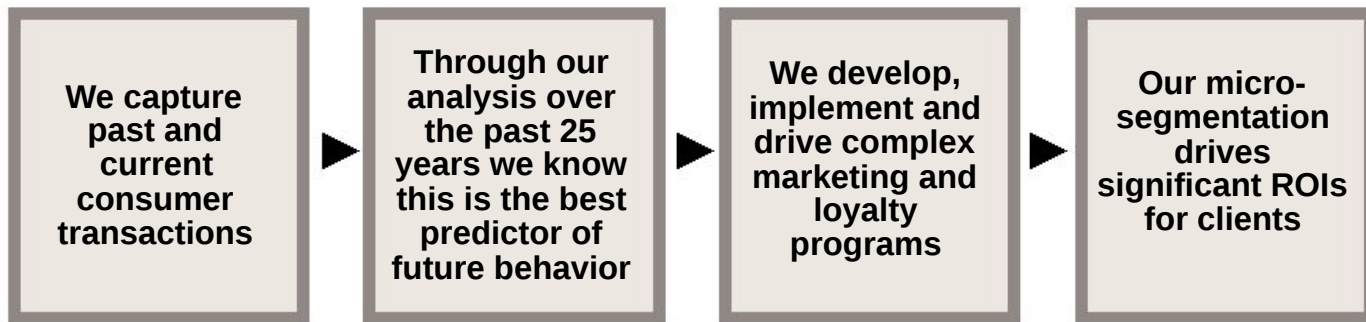 We capture
past and
current
consumer
transactions
Through our
analysis over
the past 25
years we know
this is the best
predictor of
future behavior
We develop,
implement and
drive complex
marketing and
loyalty
programs
Our micro-
segmentation
drives
significant ROIs
for clients